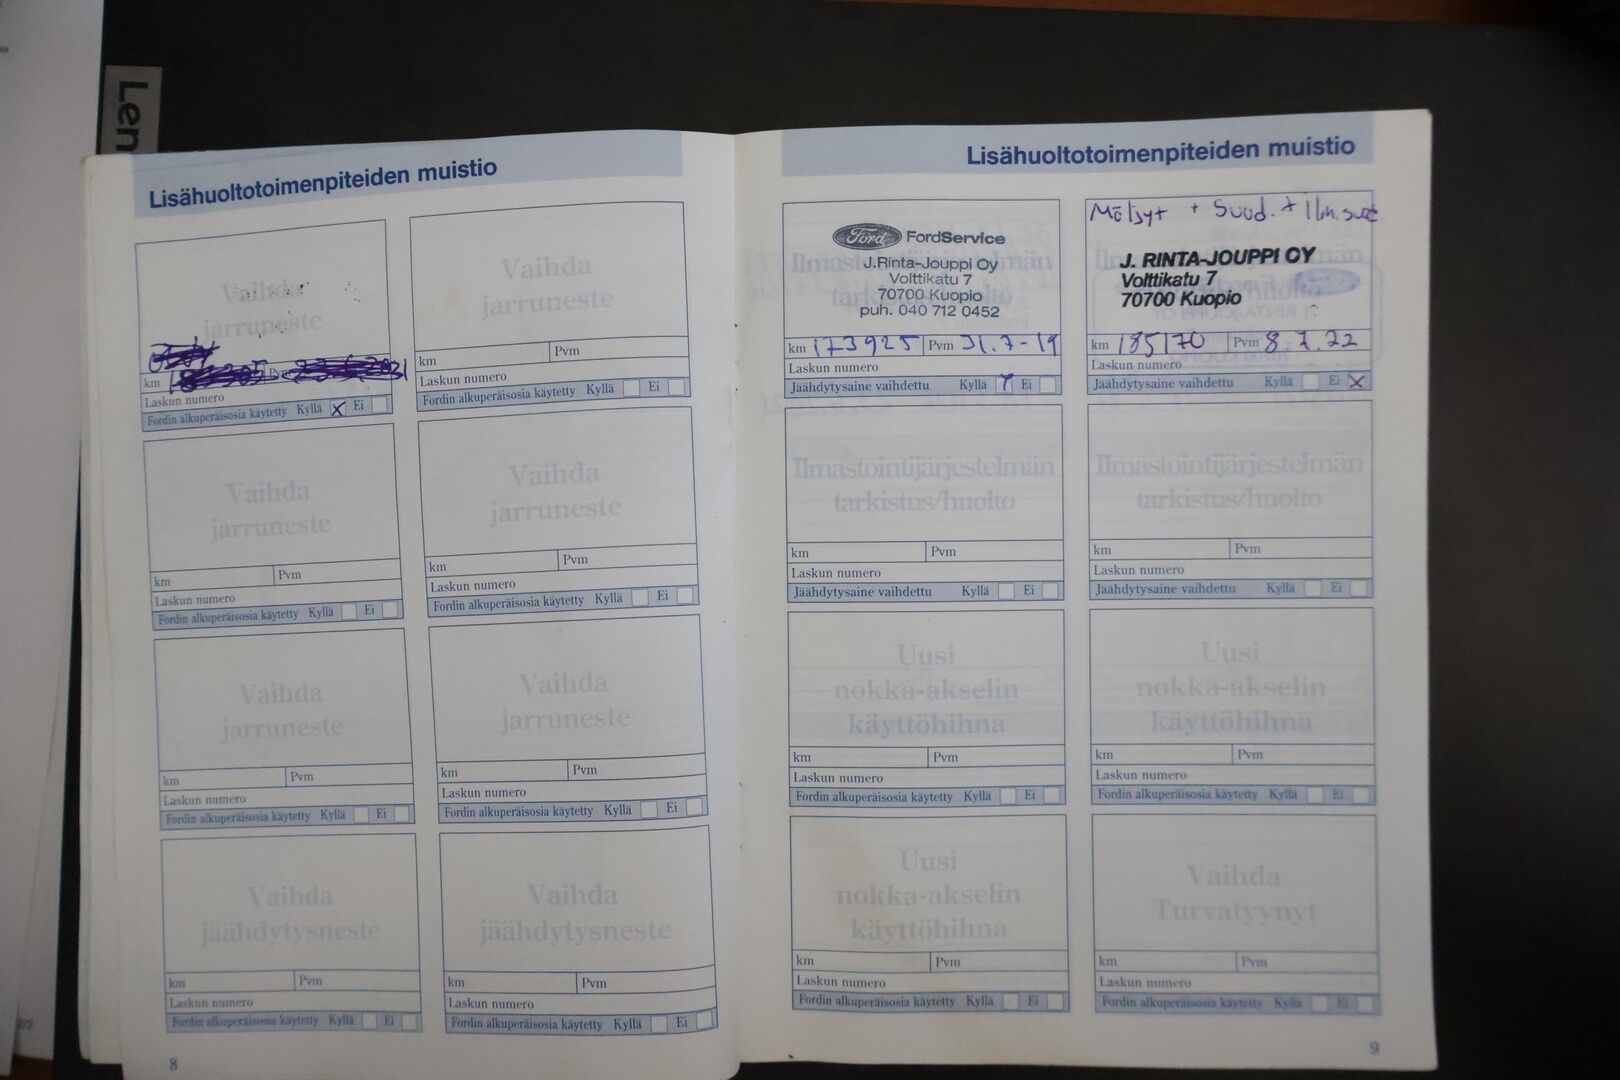 Len
Lisähuoltotoimenpiteiden muistio
Vaihda
jarruneste
km 2021
Laskun numero
Fordin alkuperäisosia käytetty Kyllä X Ei
Vaihda
jarruneste
km Pvm
Laskun numero
Fordin alkuperäisosia käytetty Kyllä Ei
Vaihda
jarruneste
km Pvm
Laskun numero
Fordin alkuperäisosia käytetty Kyllä Ei
Vaihda
jarruneste
km Pvm
Laskun numero
Fordin alkuperäisosia käytetty Kyllä Ei
Vaihda
jarruneste
km Pvm
Laskun numero
Fordin alkuperäisosia käytetty Kyllä Ei
Vaihda
jarruneste
km Pvm
Laskun numero
Fordin alkuperäisosia käytetty Kyllä Ei
Vaihda
jäähdytysneste
km Pvm
Laskun numero
Fordin alkuperäisosia käytetty Kyllä Ei
Vaihda
jäähdytysneste
km Pvm
Laskun numero
Fordin alkuperäisosia käytetty Kyllä Ei
8
Lisähuoltotoimenpiteiden muistio
Ford FordService
J.Rinta-Jouppi Oy
Volttikatu 7
70700 Kuopio
puh. 040 712 0452
Ilmastointijärjestelmän
tarkistus/huolto
km 173925 Pvm 31.7-19
Laskun numero
Jäähdytysaine vaihdettu Kyllä Ei
+ Suod. +
J. RINTA-JOUPPI OY
Volttikatu 7
70700 Kuopio
km 185170 Pvm 8.7.22
Laskun numero
Jäähdytysaine vaihdettu Kyllä Ei X
Ilmastointijärjestelmän
tarkistus/huolto
km Pvm
Laskun numero
Jäähdytysaine vaihdettu Kyllä Ei
Ilmastointijärjestelmän
tarkistus/huolto
km Pvm
Laskun numero
Jäähdytysaine vaihdettu Kyllä Ei
Uusi
nokka-akselin
käyttöhihna
km Pvm
Laskun numero
Fordin alkuperäisosia käytetty Kyllä Ei
Uusi
nokka-akselin
käyttöhihna
km Pvm
Laskun numero
Fordin alkuperäisosia käytetty Kyllä Ei
Uusi
nokka-akselin
käyttöhihna
km Pvm
Laskun numero
Fordin alkuperäisosia käytetty Kyllä Ei
Vaihda
Turvatyynyt
km Pvm
Laskun numero
Fordin alkuperäisosia käytetty Kyllä Ei
9